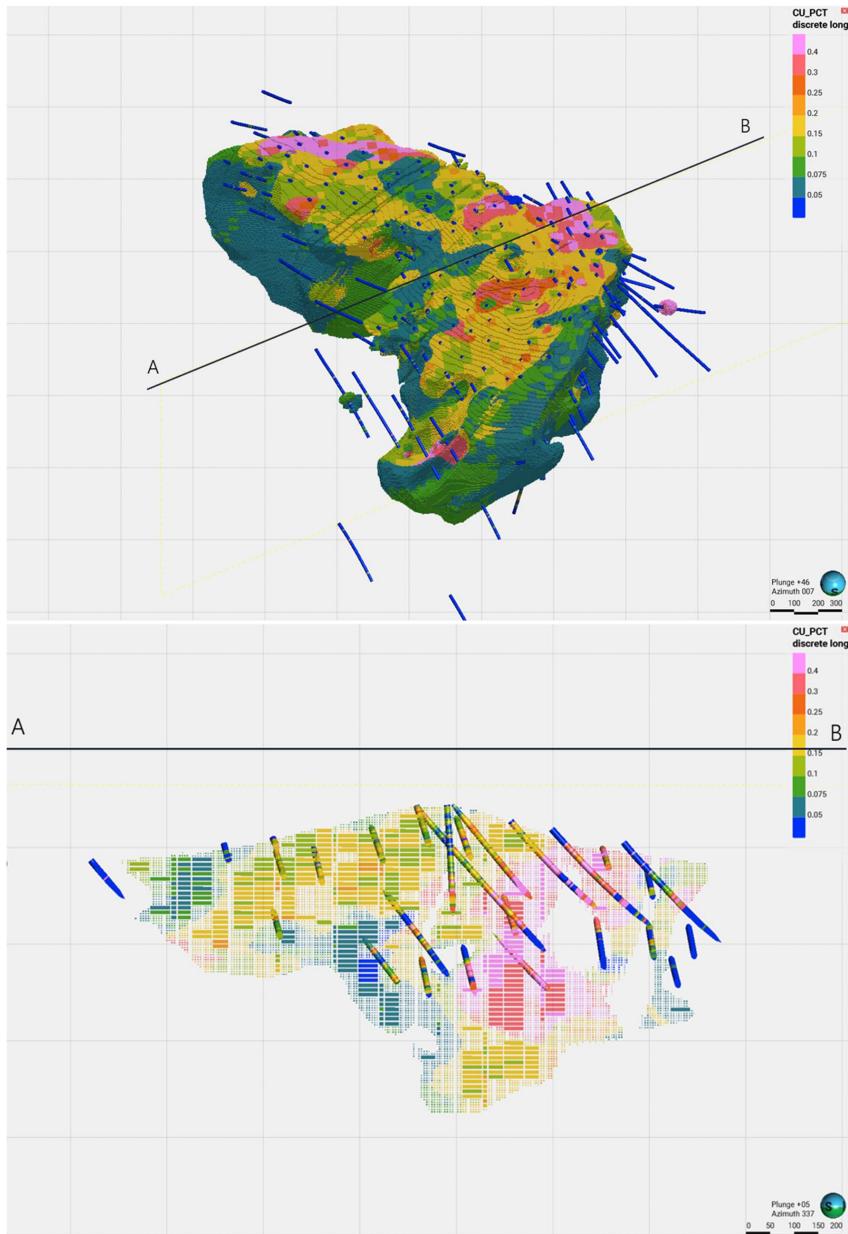 CU_PCT
discrete long
0.4
0.3
0.25
0.2
0.15
0.1
0.075
0.05
B
A
Plunge +46
Azimuth 007
S
0 100 200 300
CU_PCT
discrete long
0.4
0.3
0.25
0.2
0.15
0.1
0.075
0.05
A
B
Plunge +05
Azimuth 337
S
0 50 100 150 200